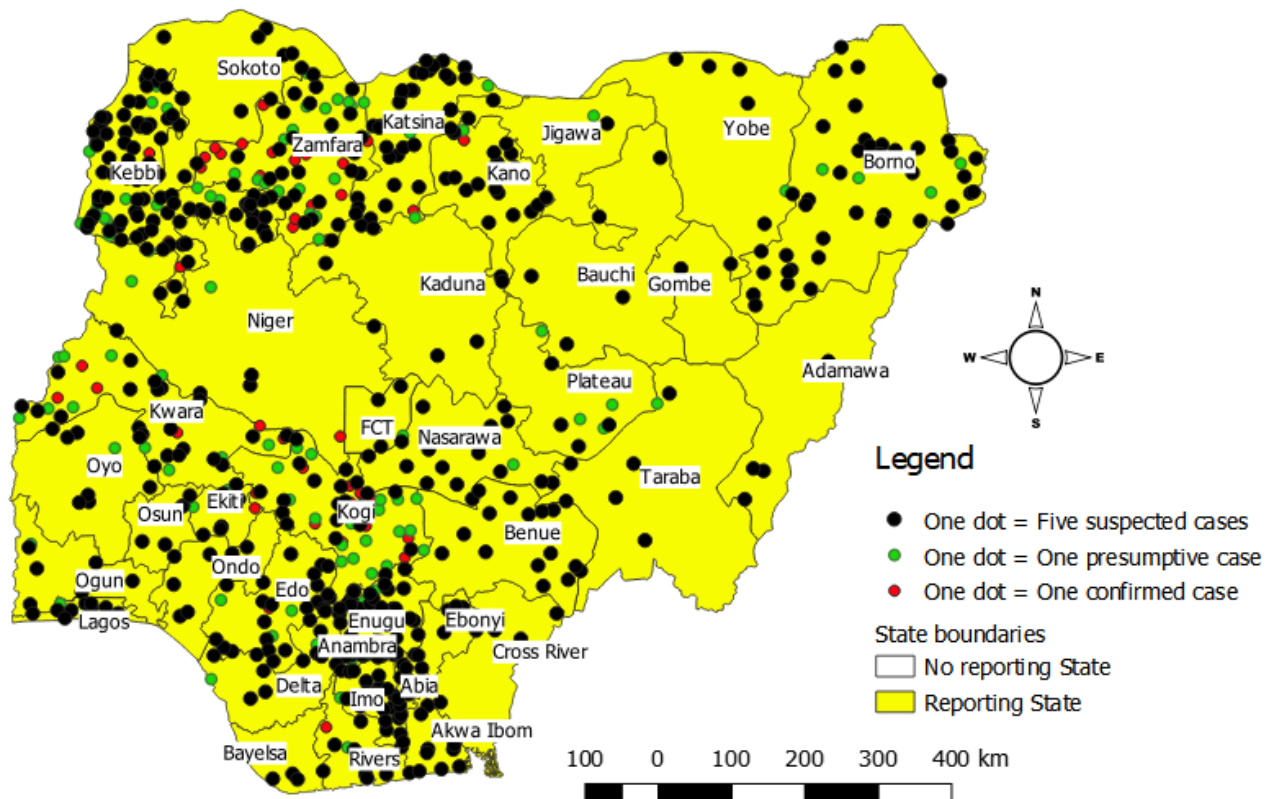 Sokoto
Zamfara
Katsina
Jigawa
Yobe
Borno
Kebbi
Kano
Kaduna
Bauchi
Gombe
Niger
Adamawa
Plateau
Kwara
FCT
Nasarawa
Oyo
Taraba
Osun
Ekiti
Kogi
Benue
Ondo
Ogun
Edo
Lagos
Enugu
Ebonyi
Anambra
Cross River
Delta
Imo
Abia
Akwa Ibom
Bayelsa
Rivers
N
W
E
S
Legend
One dot = Five suspected cases
One dot = One presumptive case
One dot = One confirmed case
State boundaries
No reporting State
Reporting State
100 0 100 200 300 400 km